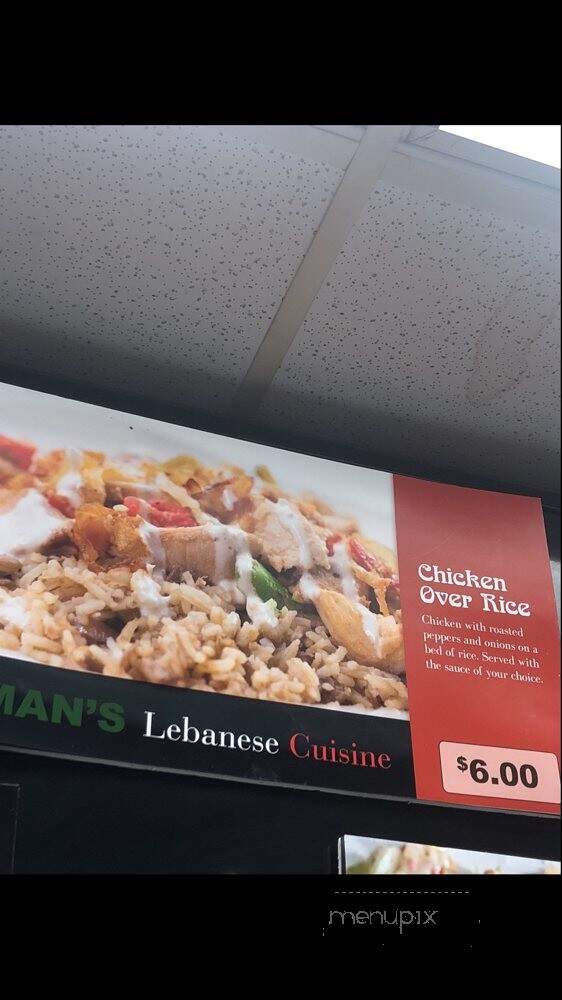 Chicken
Over Rice
Chicken with roasted
peppers and onions on a
bed of rice. Served with
the sauce of your choice.
MAN'S Lebanese Cuisine
$6.00
menupix